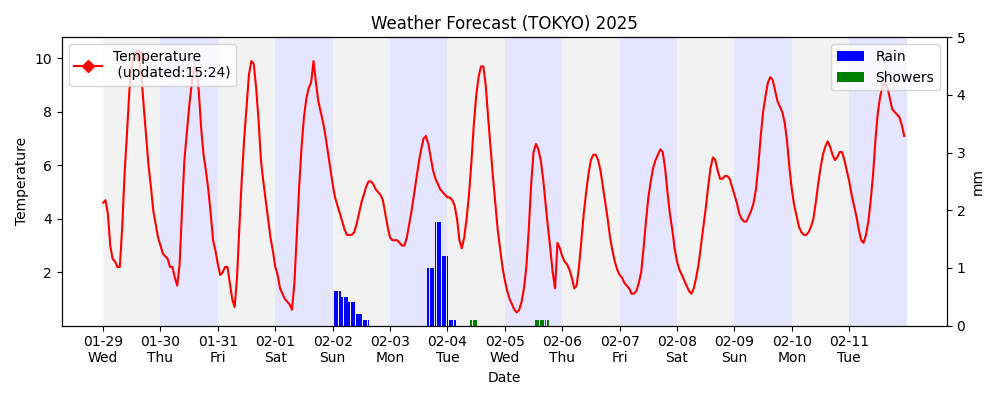 Weather Forecast (TOKYO) 2025
Temperature
(updated:15:24)
Rain
Showers
10
8
6
4
2
Temperature
5
4
3
2
1
0
mm
01-29 01-30 01-31 02-01 02-02 02-03 02-04 02-05 02-06 02-07 02-08 02-09 02-10 02-11
Wed Thu Fri Sat Sun Mon Tue Wed Thu Fri Sat Sun Mon Tue
Date